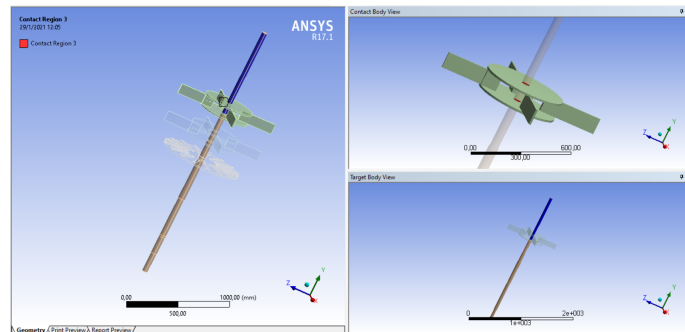 Contact Region 3
29/1/2021 12:05
Contact Region 3
ANSYS
R17.1
0,00
500,00
1000,00 (mm)
X
Y
Z
Geometry
Print Preview
Report Preview
Contact Body View
0,00
300,00
600,00
X
Y
Z
Target Body View
0
1e+003
2e+003
X
Y
Z